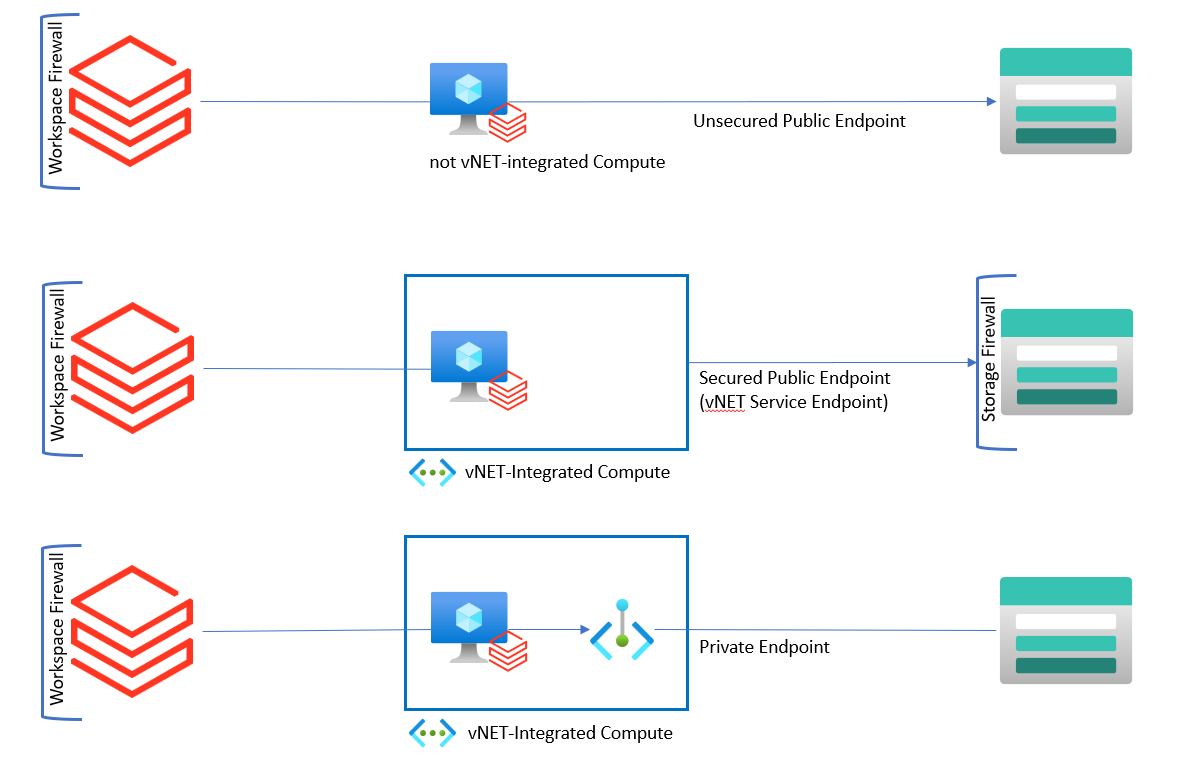 Workspace Firewall
Unsecured Public Endpoint
not vNET-integrated Compute
Workspace Firewall
Secured Public Endpoint
(vNET Service Endpoint)
Storage Firewall
vNET-Integrated Compute
Workspace Firewall
Private Endpoint
vNET-Integrated Compute